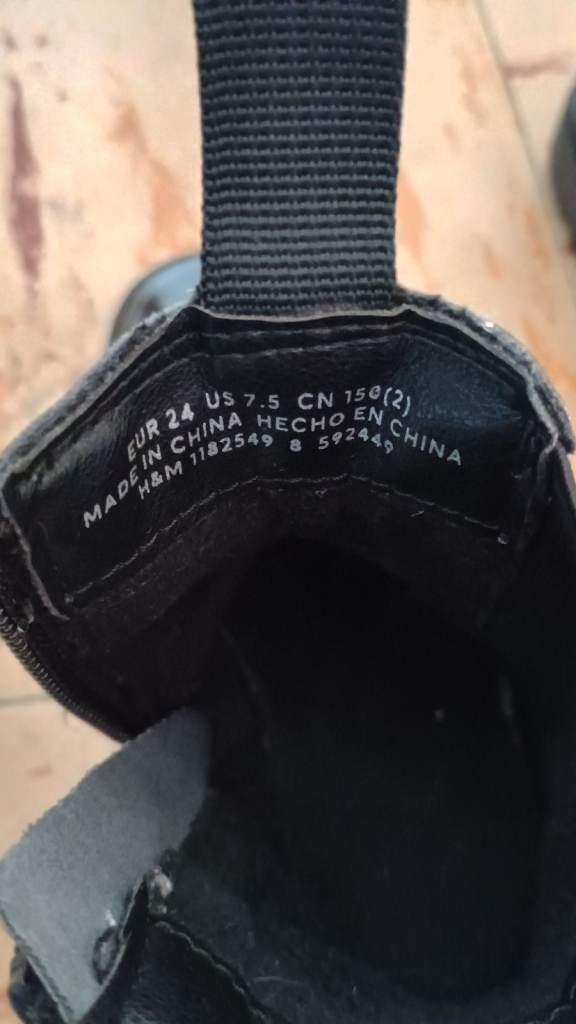 EUR 24 US 7.5 CN 150(2)
MADE IN CHINA HECHO EN CHINA
H&M 1182549 8 592449